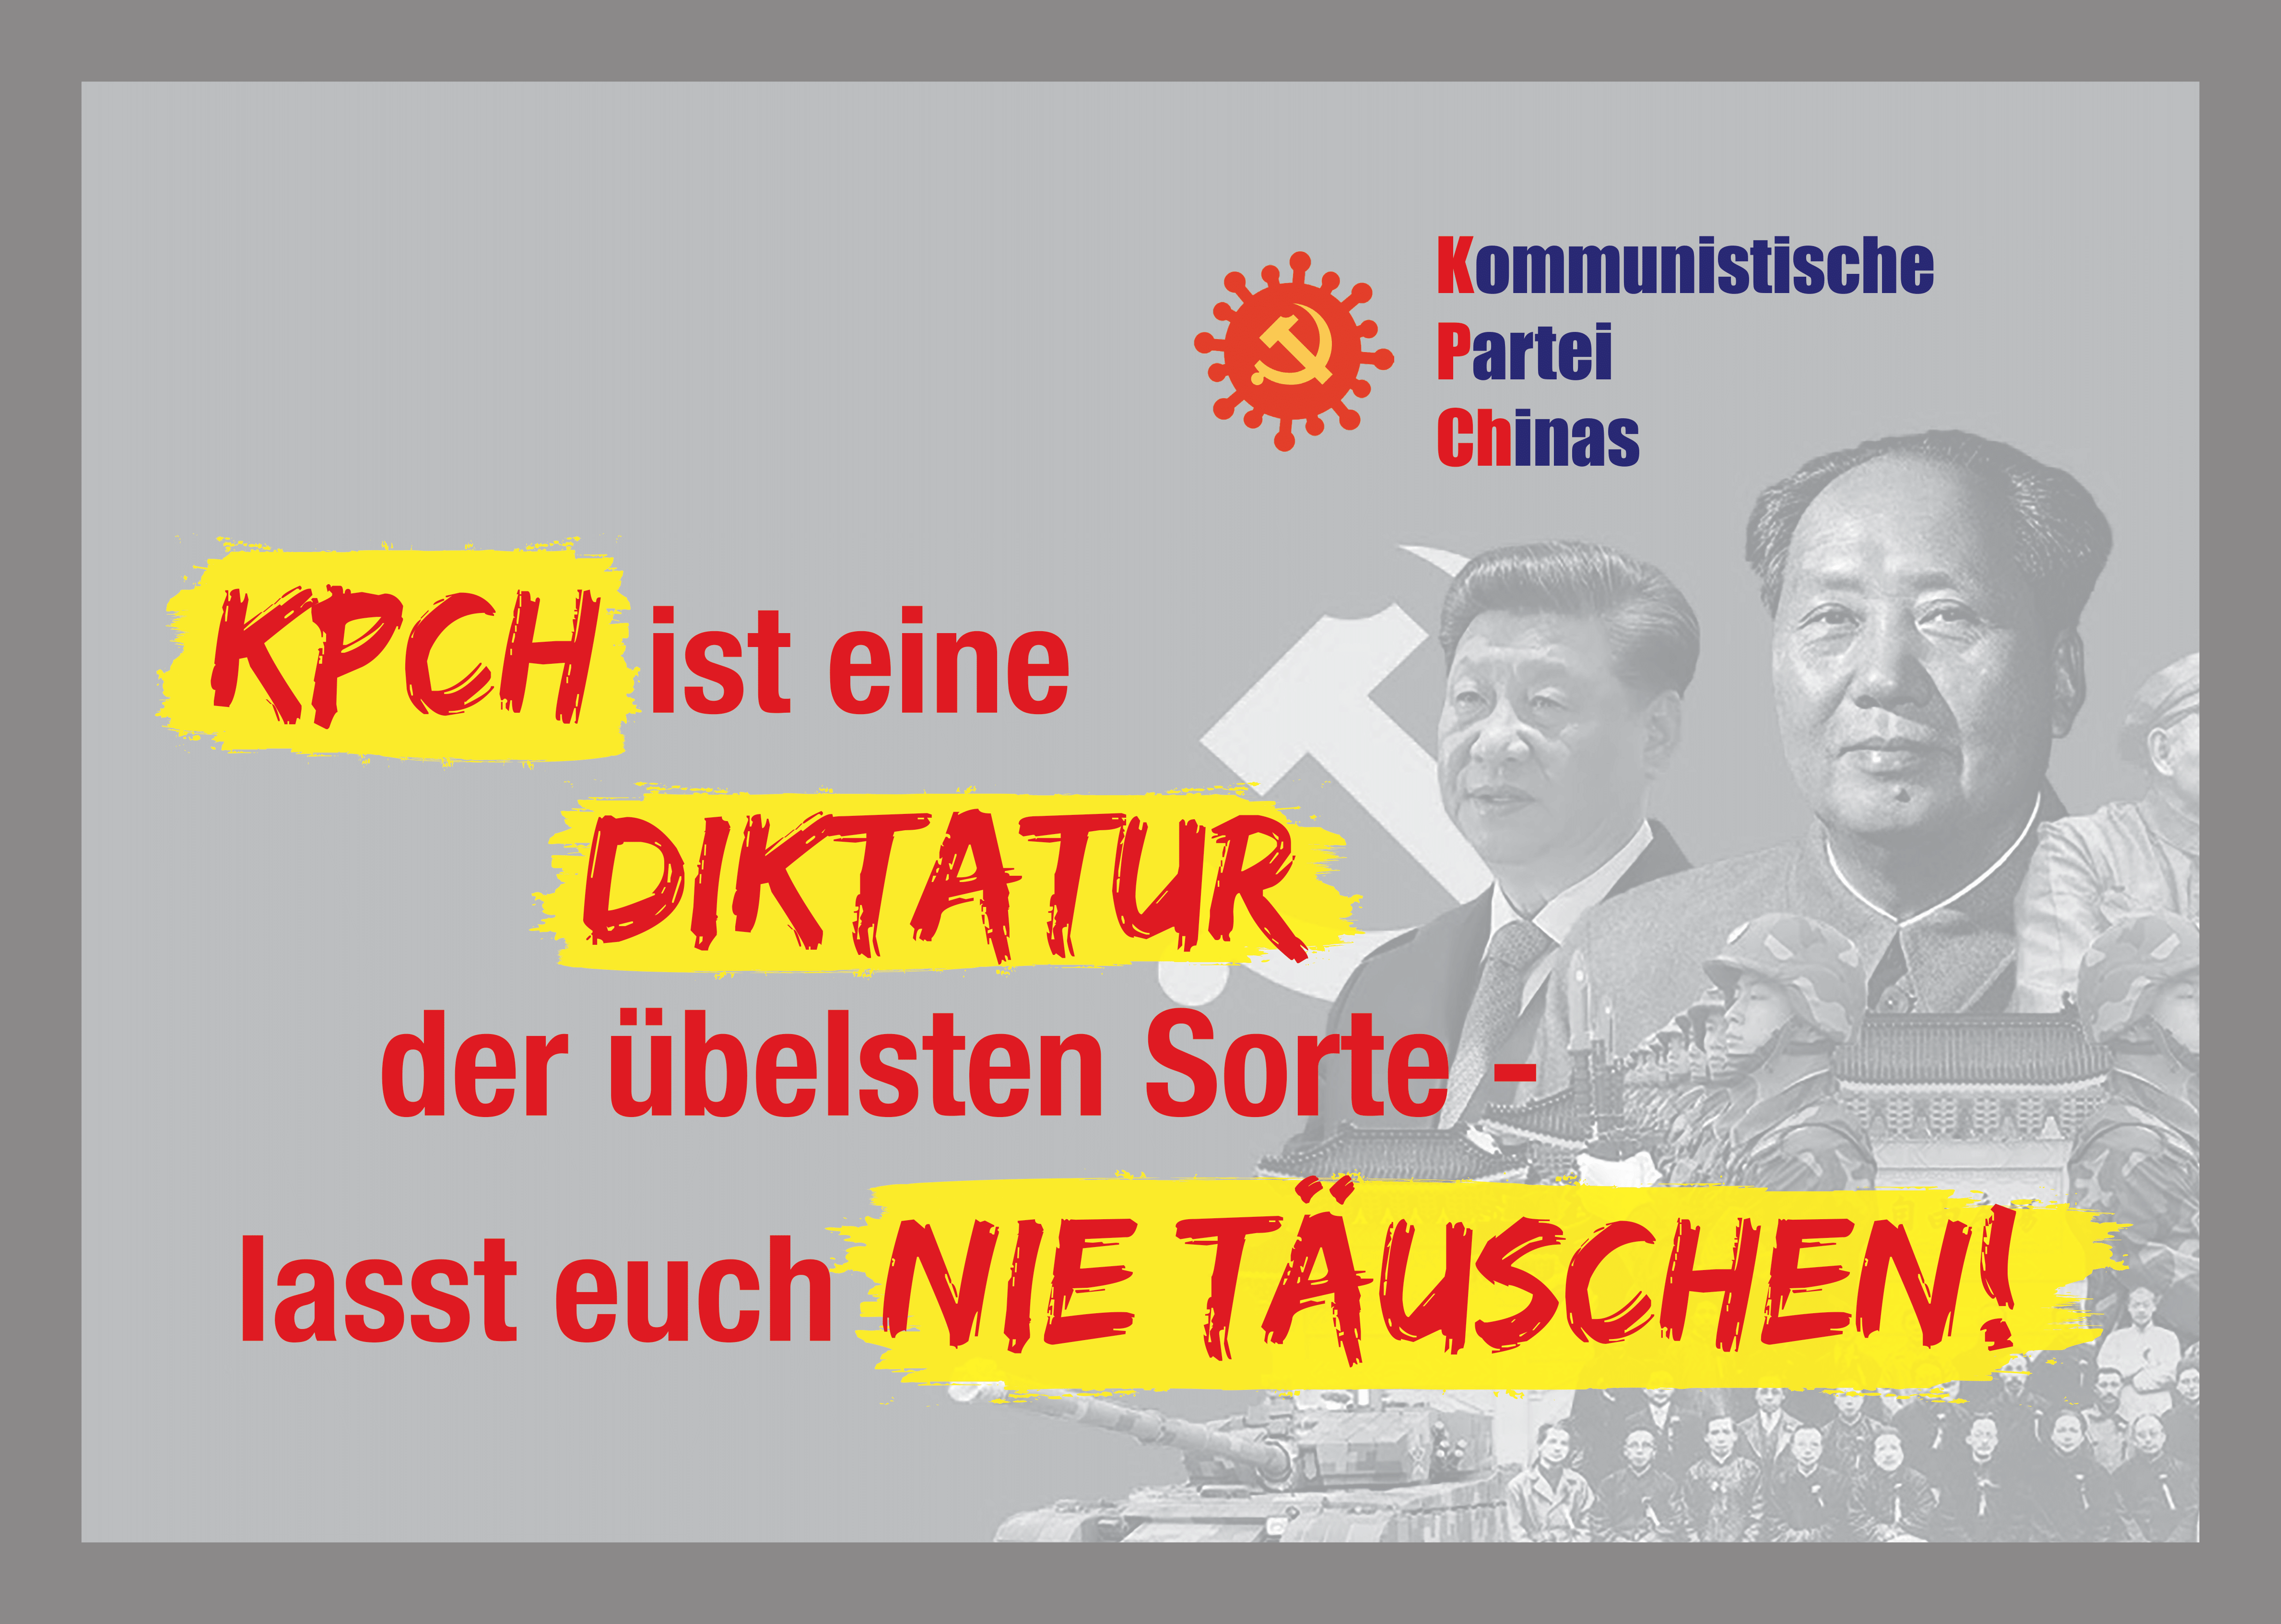 Kommunistische
Partei
Chinas
KPCH ist eine
DIKTATUR
der übelsten Sorte -
lasst euch NIE TÄUSCHEN!